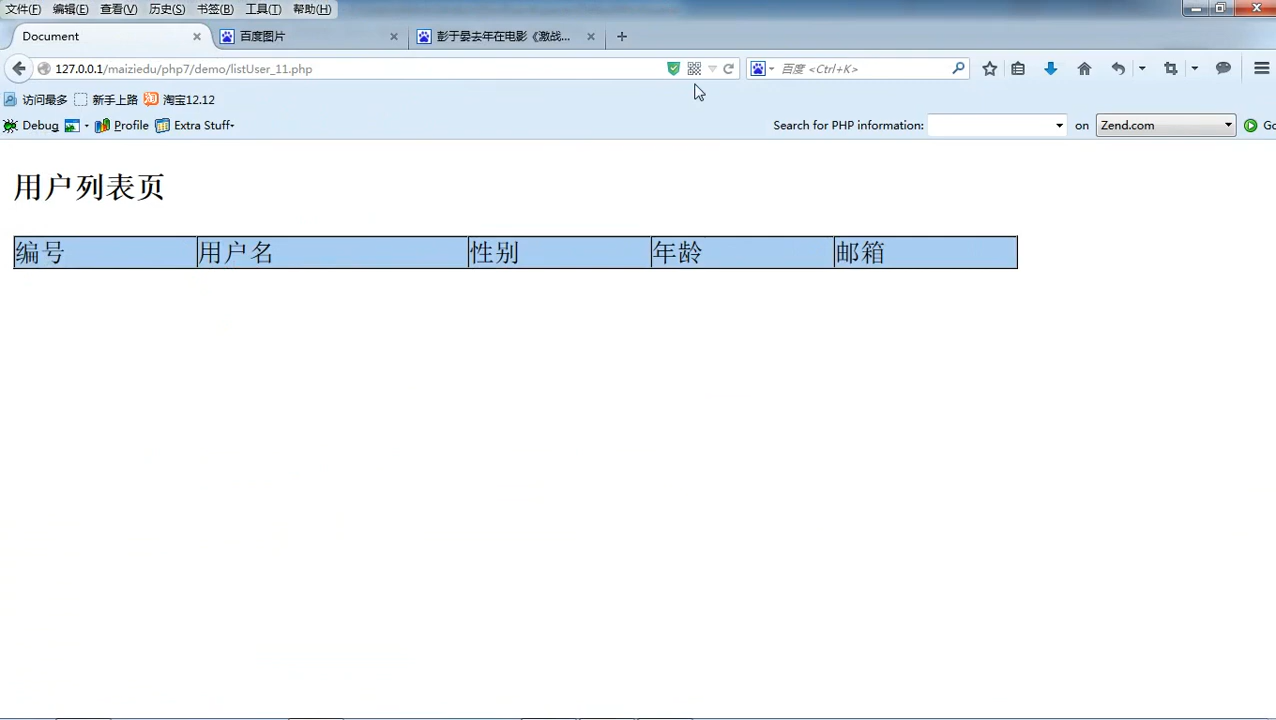 文件(F) 编辑(E) 查看(V) 历史(S) 书签(B) 工具(T) 帮助(H)
Document 百度图片 彭于晏去年在电影《激战...
127.0.0.1/maiziedu/php7/demo/listUser_11.php 百度 <Ctrl+K>
访问最多 新手上路 淘宝12.12
Debug Profile Extra Stuff Search for PHP information: on Zend.com Go
用户列表页
编号 用户名 性别 年龄 邮箱